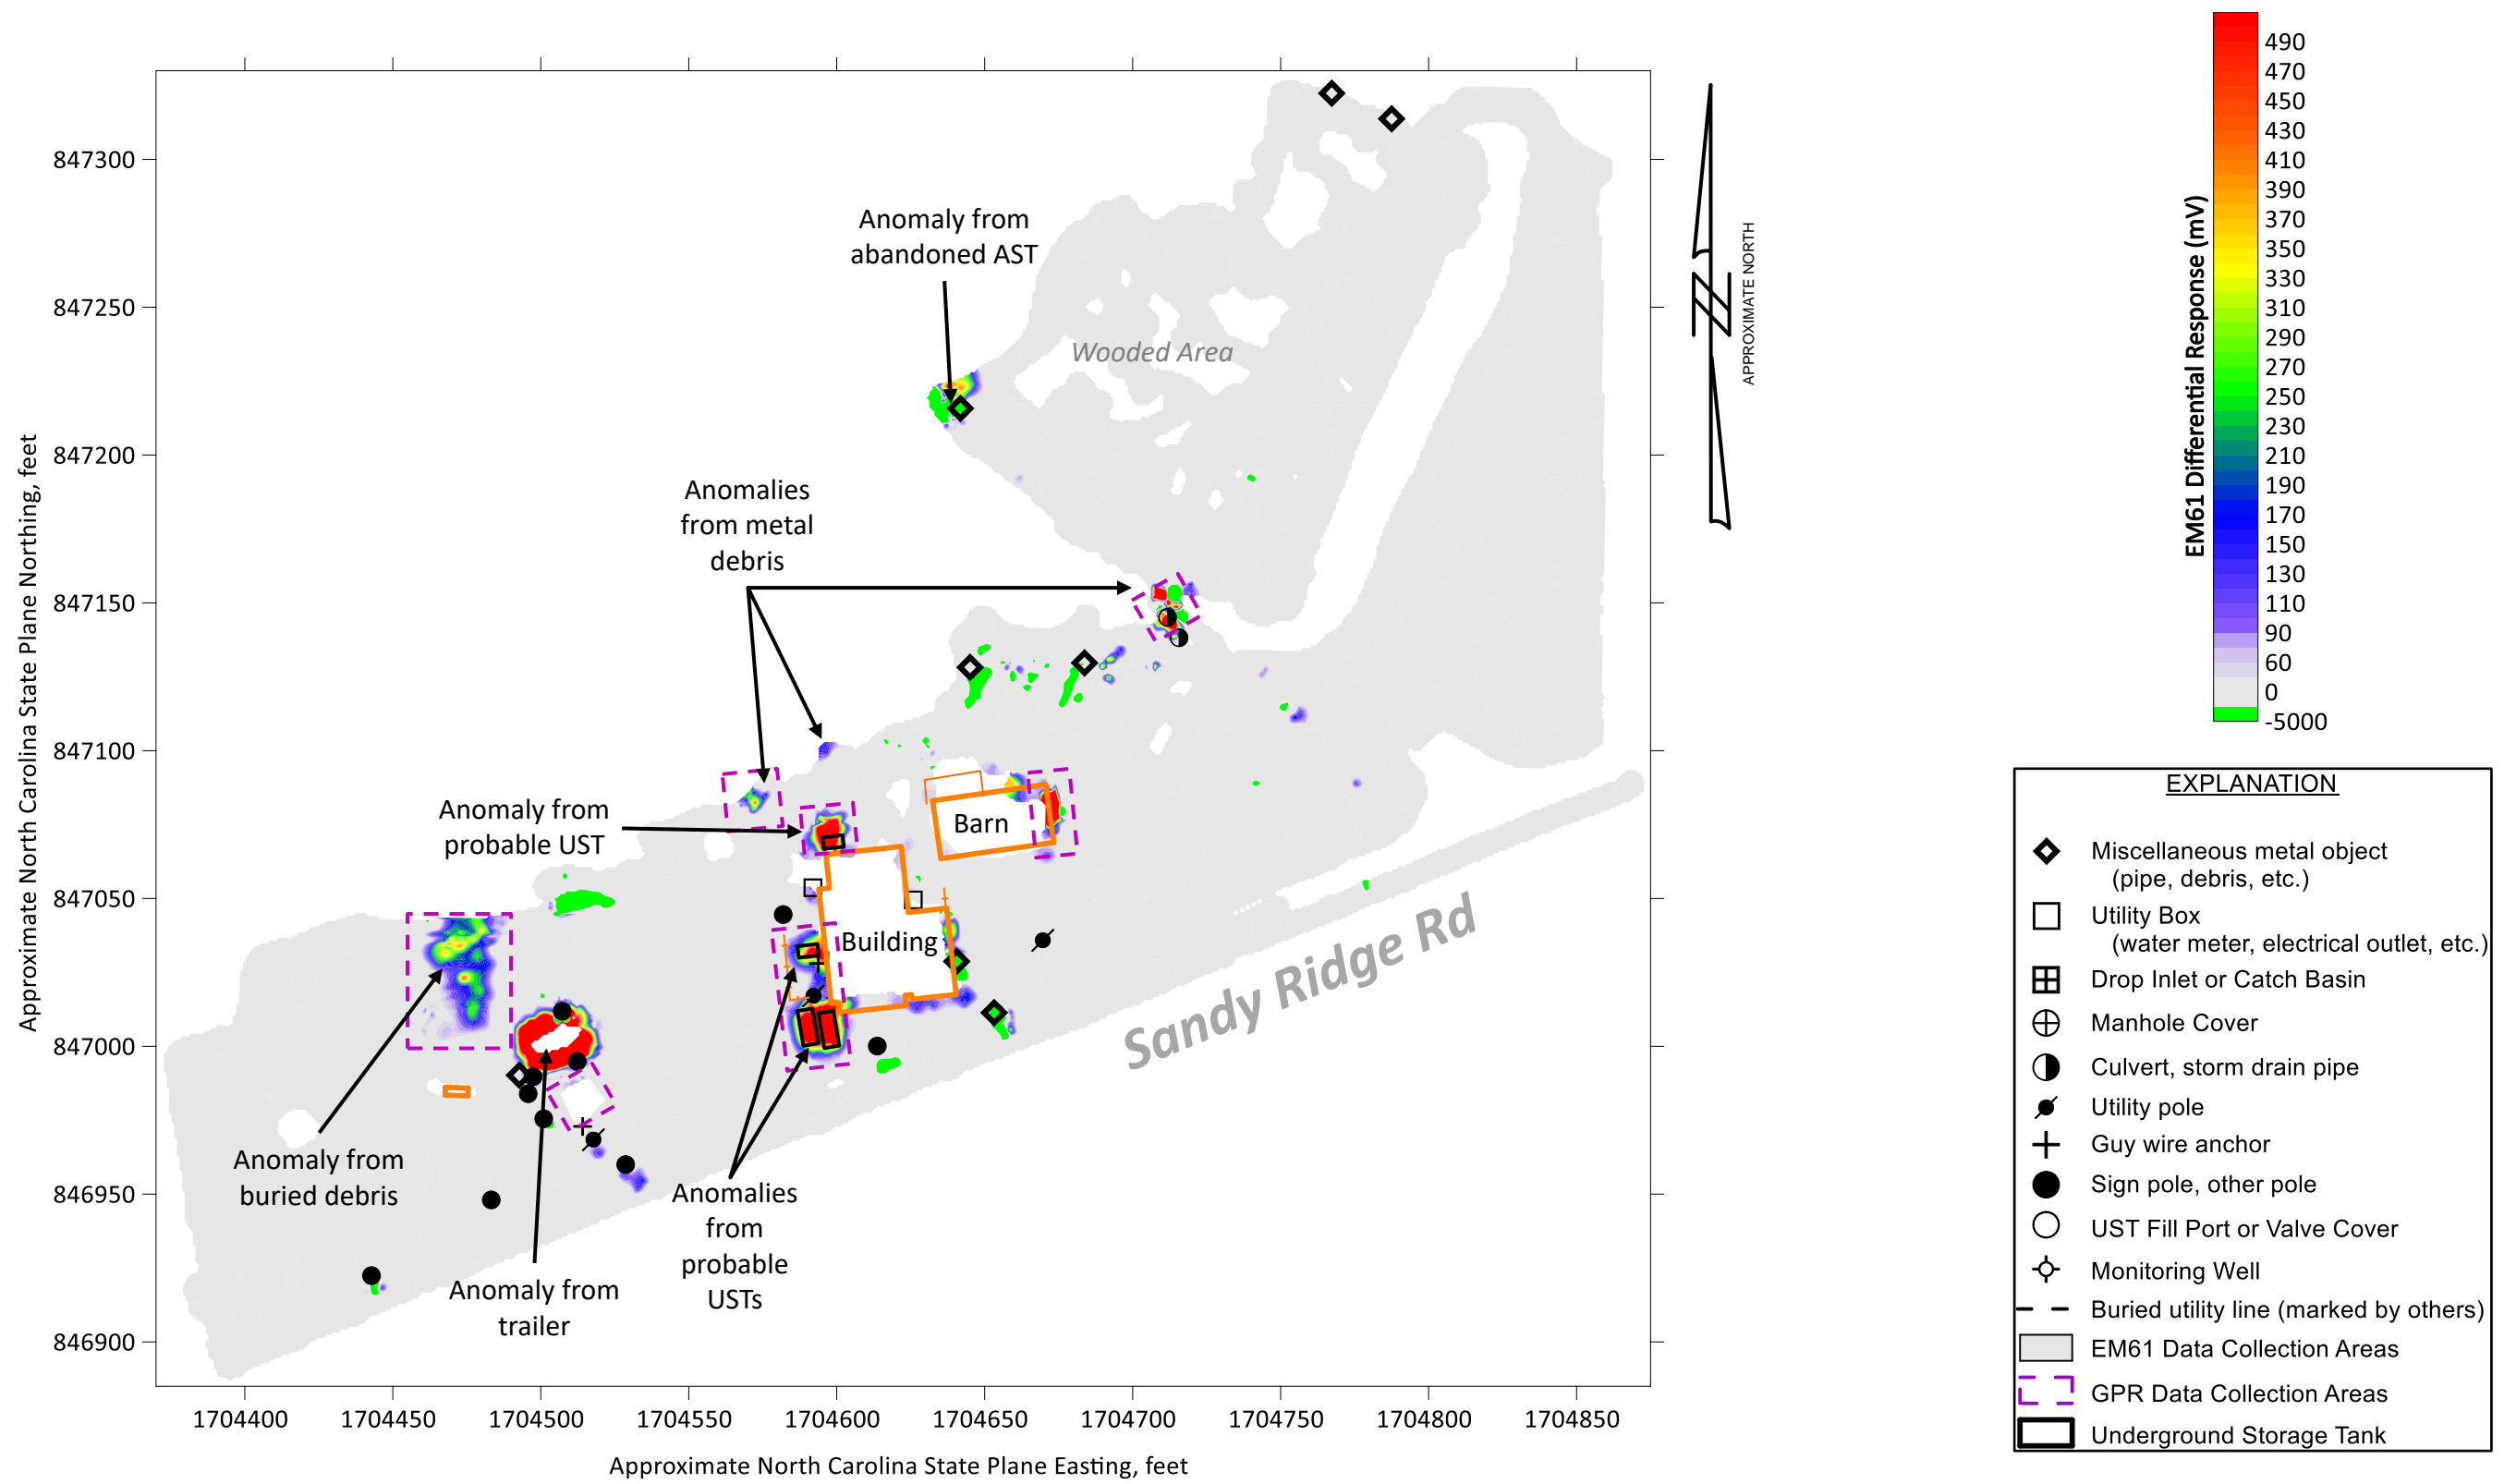 Anomaly from
abandoned AST
Wooded Area
Anomalies
from metal
debris
Anomaly from
probable UST
Barn
Building
Sandy Ridge Rd
Anomaly from
buried debris
Anomaly from
trailer
Anomalies
from
probable
USTs
847300
847250
847200
847150
847100
847050
847000
846950
846900
Approximate North Carolina State Plane Northing, feet
1704400
1704450
1704500
1704550
1704600
1704650
1704700
1704750
1704800
1704850
Approximate North Carolina State Plane Easting, feet
APPROXIMATE NORTH
EM61 Differential Response (mV)
490
470
450
430
410
390
370
350
330
310
290
270
250
230
210
190
170
150
130
110
90
60
0
-5000
EXPLANATION
Miscellaneous metal object
(pipe, debris, etc.)
Utility Box
(water meter, electrical outlet, etc.)
Drop Inlet or Catch Basin
Manhole Cover
Culvert, storm drain pipe
Utility pole
Guy wire anchor
Sign pole, other pole
UST Fill Port or Valve Cover
Monitoring Well
Buried utility line (marked by others)
EM61 Data Collection Areas
GPR Data Collection Areas
Underground Storage Tank